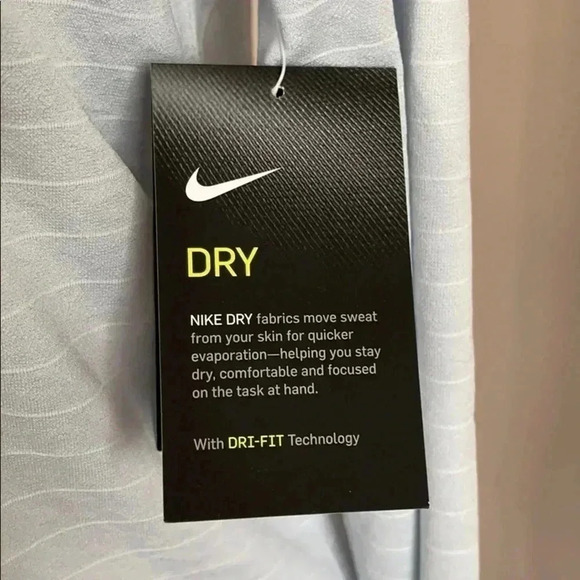 DRY
NIKE DRY fabrics move sweat
from your skin for quicker
evaporation—helping you stay
dry, comfortable and focused
on the task at hand.
With DRI-FIT Technology